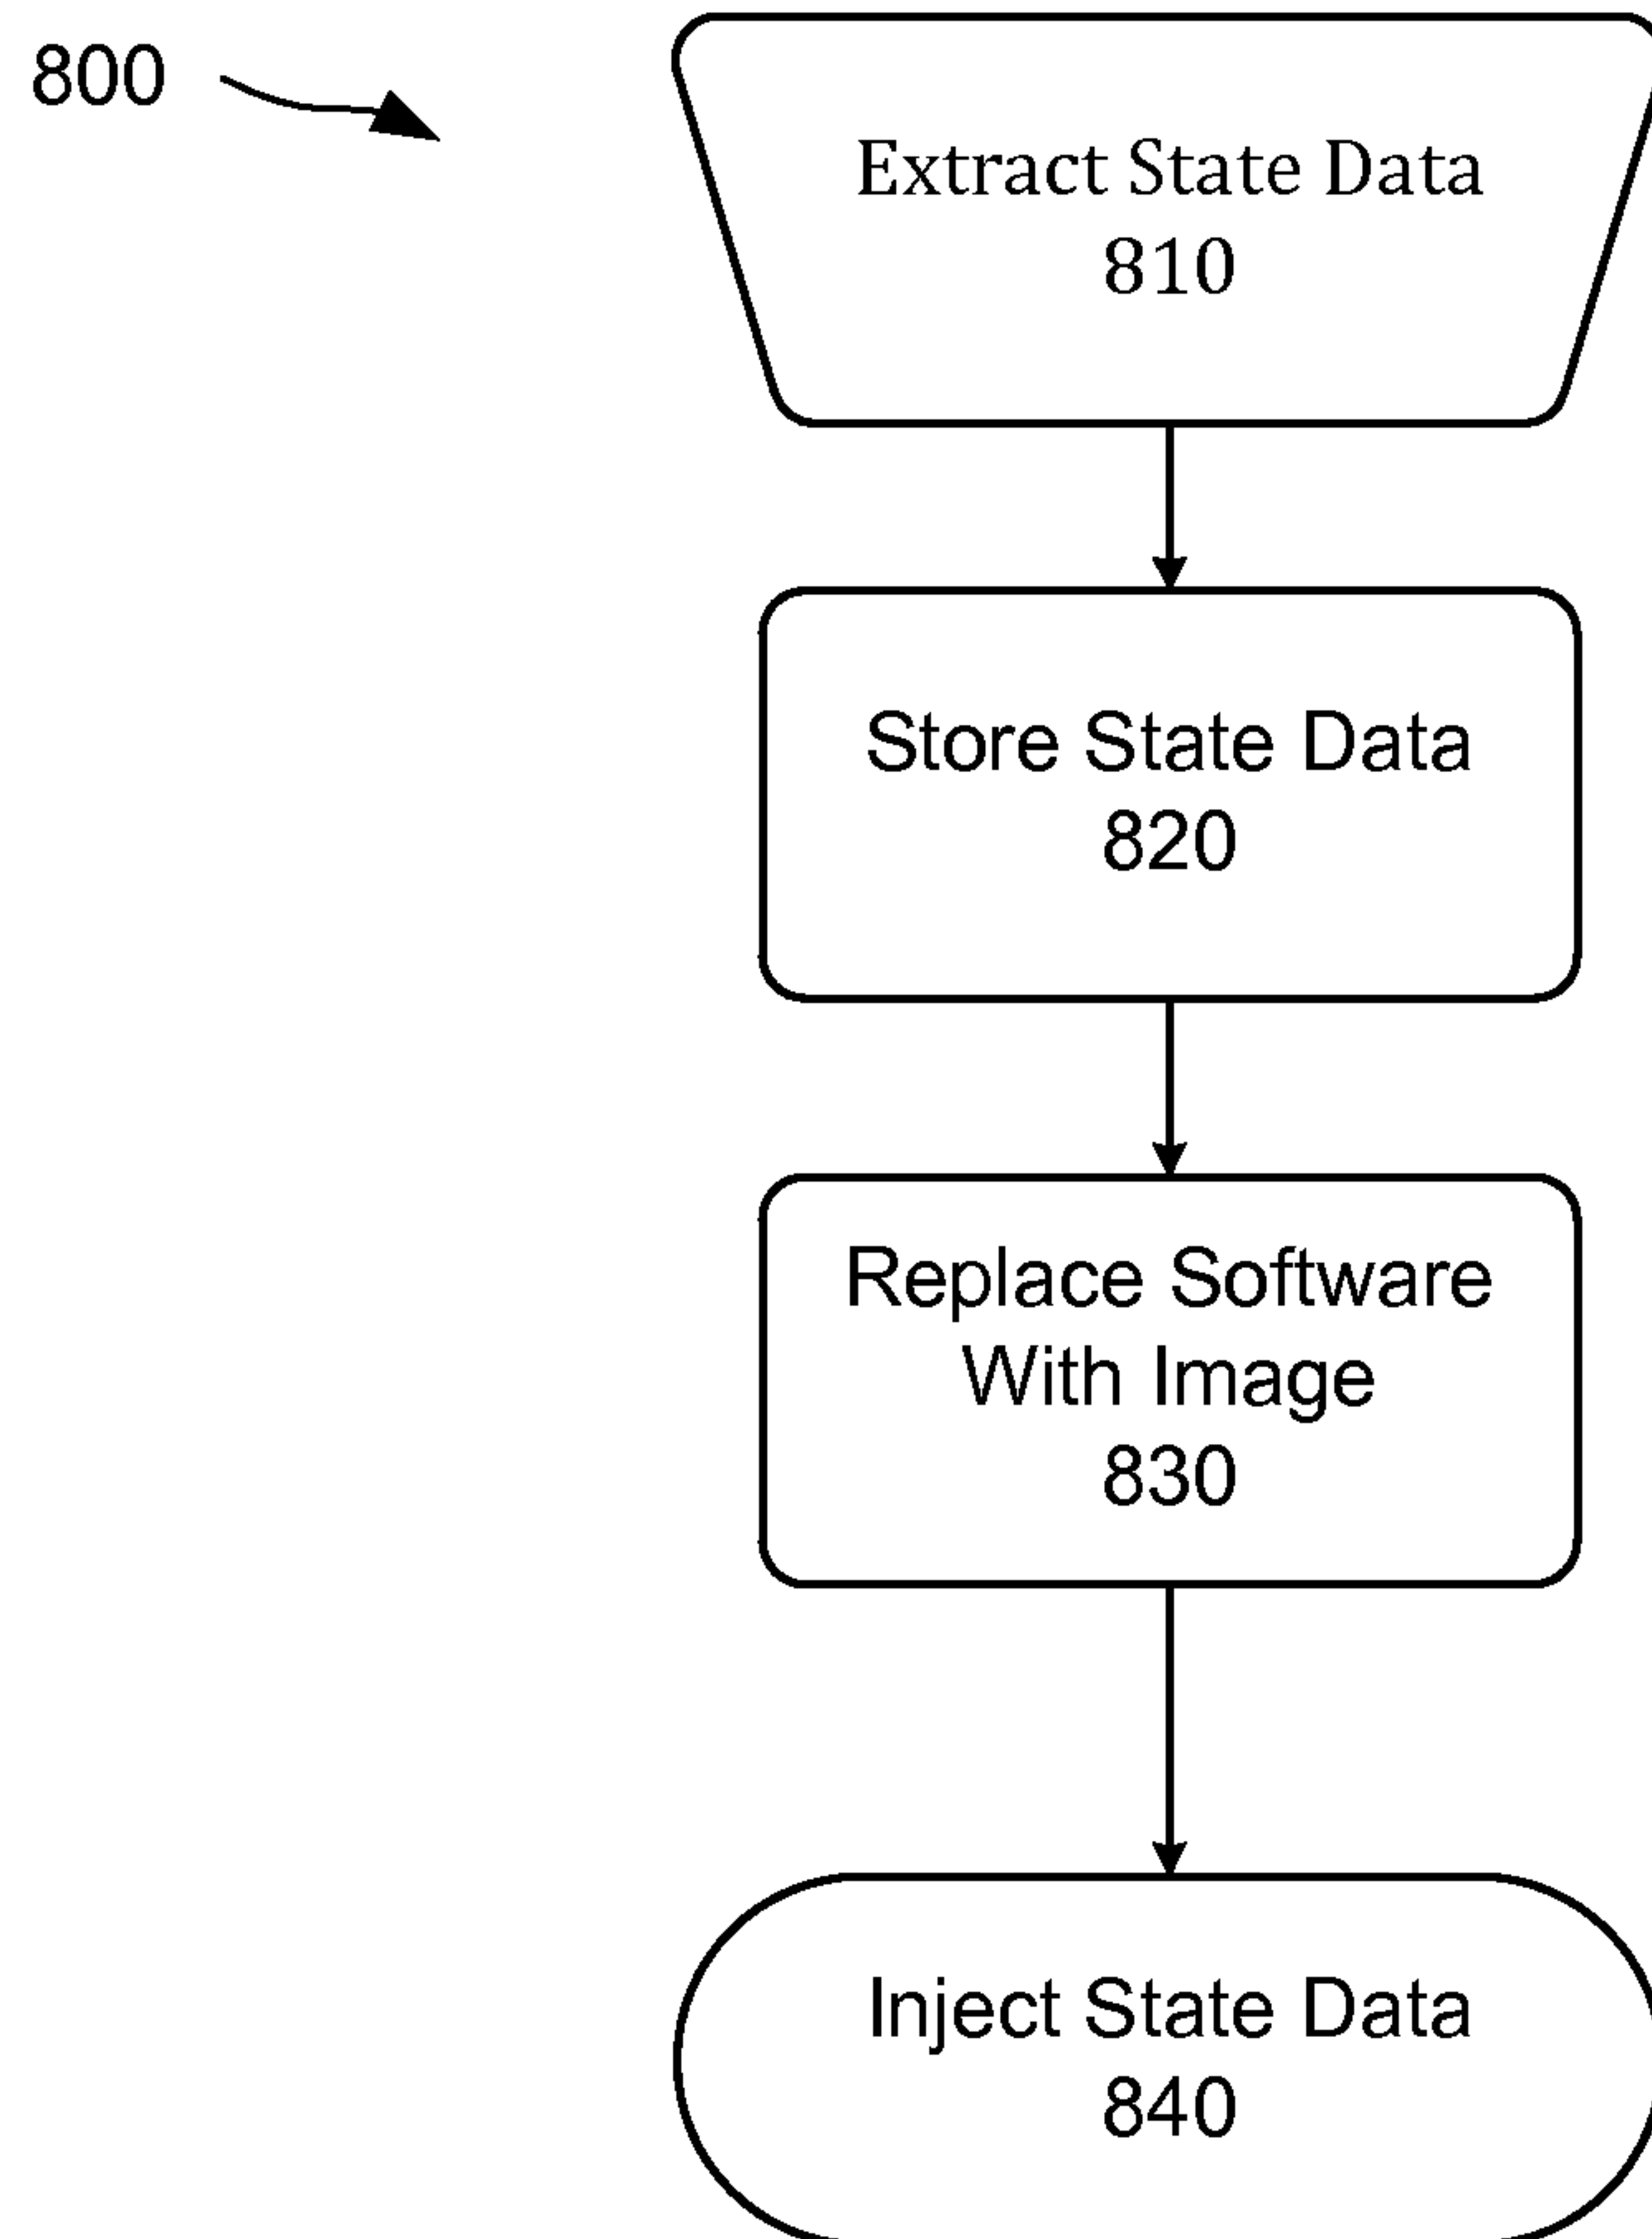 800
Extract State Data
810
Store State Data
820
Replace Software
With Image
830
Inject State Data
840